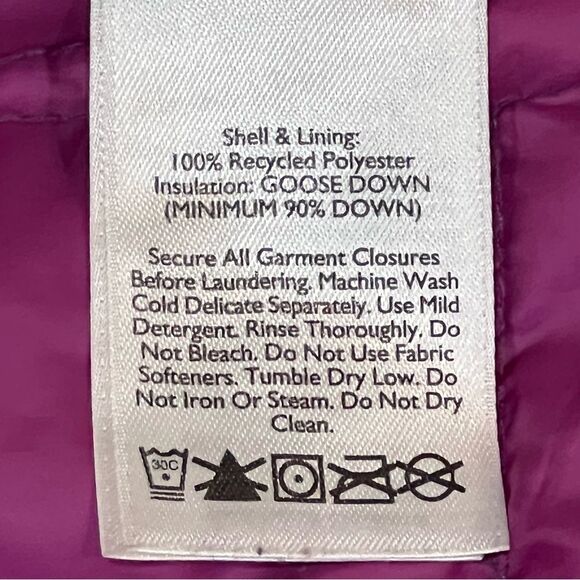 Shell & Lining:
100% Recycled Polyester
Insulation: GOOSE DOWN
(MINIMUM 90% DOWN)
Secure All Garment Closures
Before Laundering. Machine Wash
Cold Delicate Separately. Use Mild
Detergent. Rinse Thoroughly. Do
Not Bleach. Do Not Use Fabric
Softeners. Tumble Dry Low. Do
Not Iron Or Steam. Do Not Dry
Clean.
30C